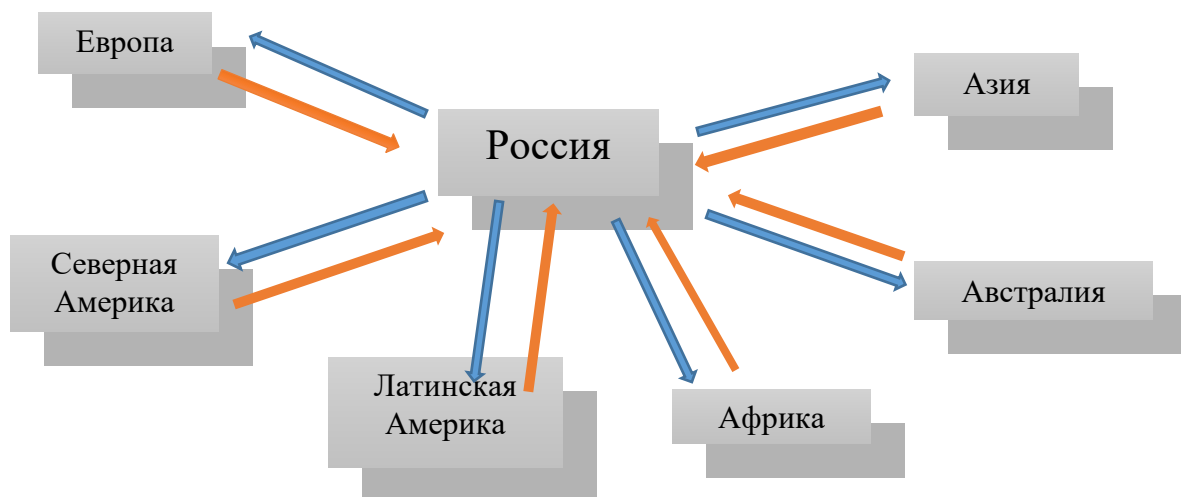 Европа
Азия
Россия
Северная
Америка
Австралия
Латинская
Америка
Африка